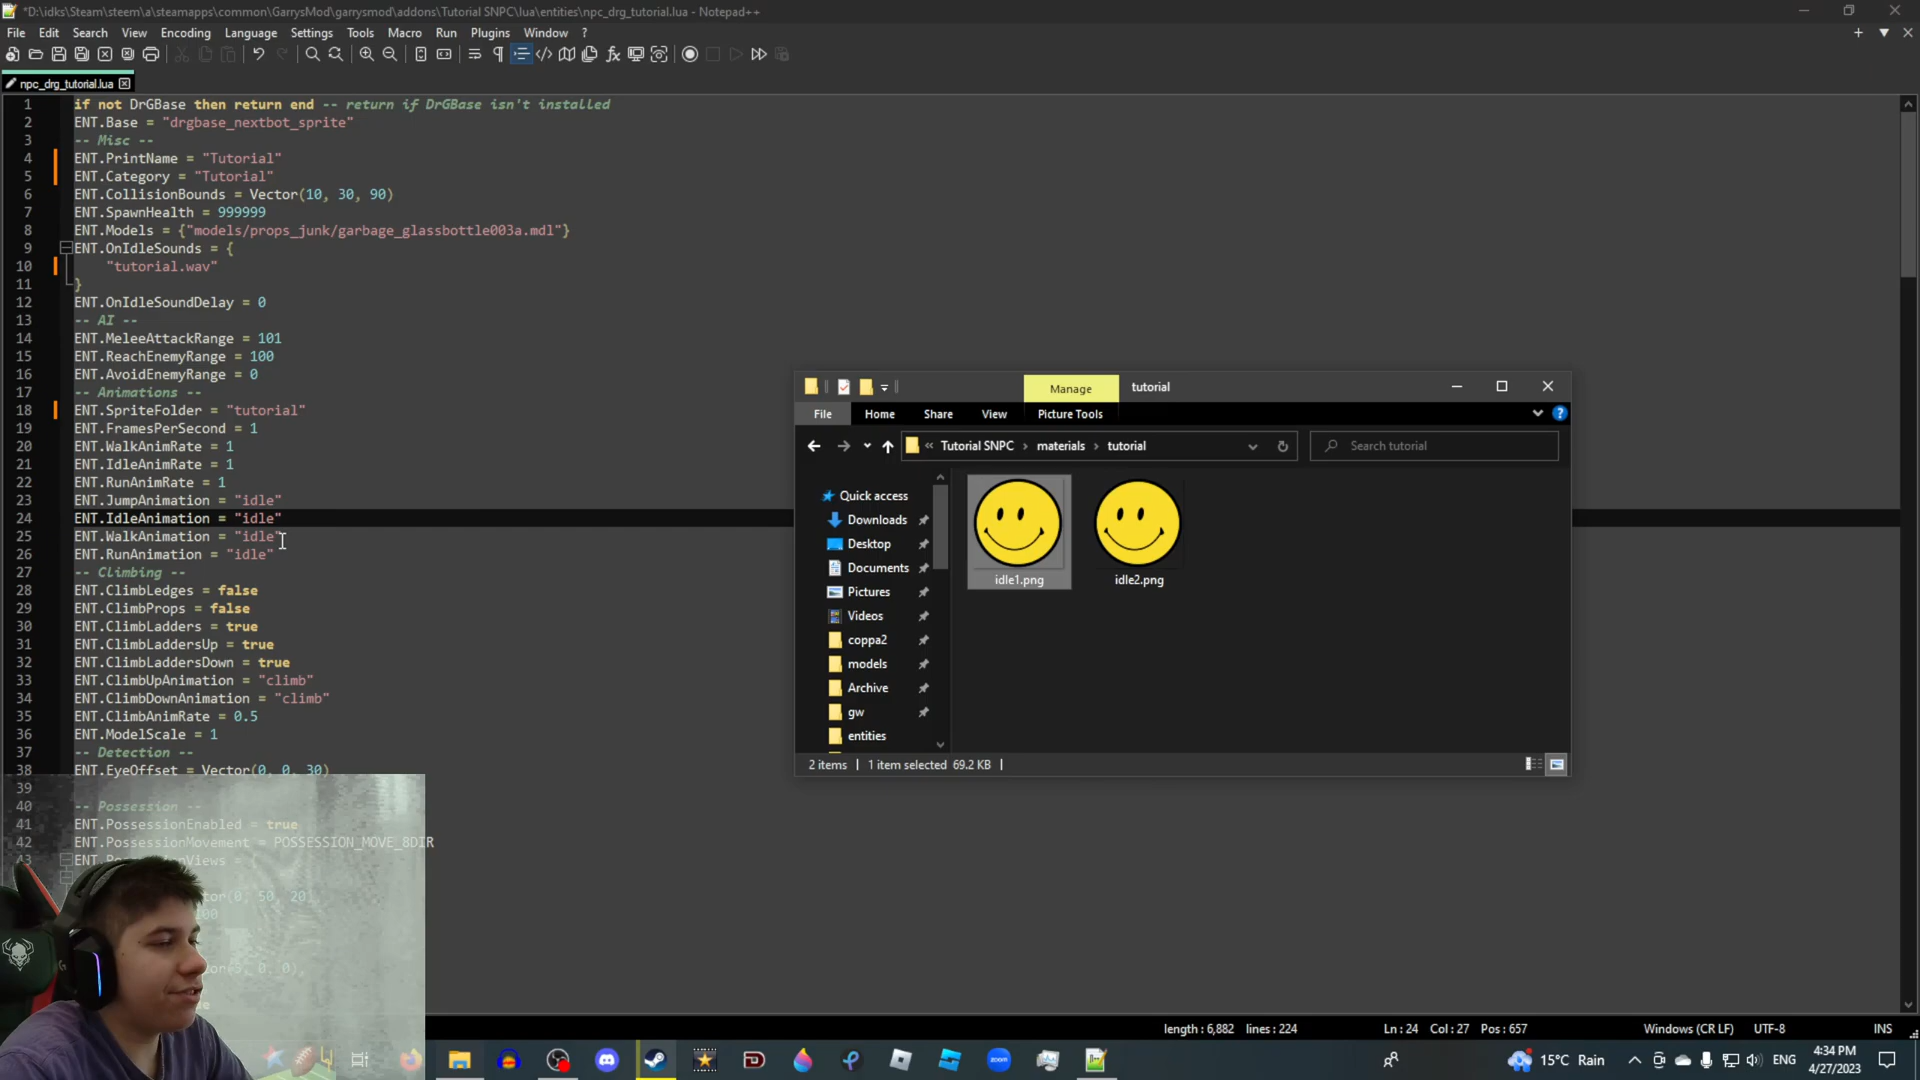 *D:\idks\Steam\steem\a\steamapps\common\GarrysMod\garrysmod\addons\Tutorial SNPC\lua\entities\npc_drg_tutorial.lua - Notepad++
File Edit Search View Encoding Language Settings Tools Macro Run Plugins Window ?
npc_drg_tutorial.lua
1 if not DrGBase then return end -- return if DrGBase isn't installed
2 ENT.Base = "drgbase_nextbot_sprite"
3 -- Misc --
4 ENT.PrintName = "Tutorial"
5 ENT.Category = "Tutorial"
6 ENT.CollisionBounds = Vector(10, 30, 90)
7 ENT.SpawnHealth = 999999
8 ENT.Models = {"models/props_junk/garbage_glassbottle003a.mdl"}
9 ENT.OnIdleSounds = {
10 "tutorial.wav"
11 }
12 ENT.OnIdleSoundDelay = 0
13 -- AI --
14 ENT.MeleeAttackRange = 101
15 ENT.ReachEnemyRange = 100
16 ENT.AvoidEnemyRange = 0
17 -- Animations --
18 ENT.SpriteFolder = "tutorial"
19 ENT.FramesPerSecond = 1
20 ENT.WalkAnimRate = 1
21 ENT.IdleAnimRate = 1
22 ENT.RunAnimRate = 1
23 ENT.JumpAnimation = "idle"
24 ENT.IdleAnimation = "idle"
25 ENT.WalkAnimation = "idle"
26 ENT.RunAnimation = "idle"
27 -- Climbing --
28 ENT.ClimbLedges = false
29 ENT.ClimbProps = false
30 ENT.ClimbLadders = true
31 ENT.ClimbLaddersUp = true
32 ENT.ClimbLaddersDown = true
33 ENT.ClimbUpAnimation = "climb"
34 ENT.ClimbDownAnimation = "climb"
35 ENT.ClimbAnimRate = 0.5
36 ENT.ModelScale = 1
37 -- Detection --
38 ENT.EyeOffset = Vector(0, 0, 30)
39
40 -- Possession --
41 ENT.PossessionEnabled = true
42 ENT.PossessionMovement = POSSESSION_MOVE_8DIR
43
Manage tutorial
File Home Share View Picture Tools
« Tutorial SNPC › materials › tutorial
Search tutorial
Quick access
Downloads
Desktop
Documents
Pictures
Videos
coppa2
models
Archive
gw
entities
idle1.png idle2.png
2 items 1 item selected 69.2 KB
length : 6,882 lines : 224 Ln : 24 Col : 27 Pos : 657 Windows (CR LF) UTF-8 INS
zoom
15°C Rain ENG 4:34 PM
4/27/2023